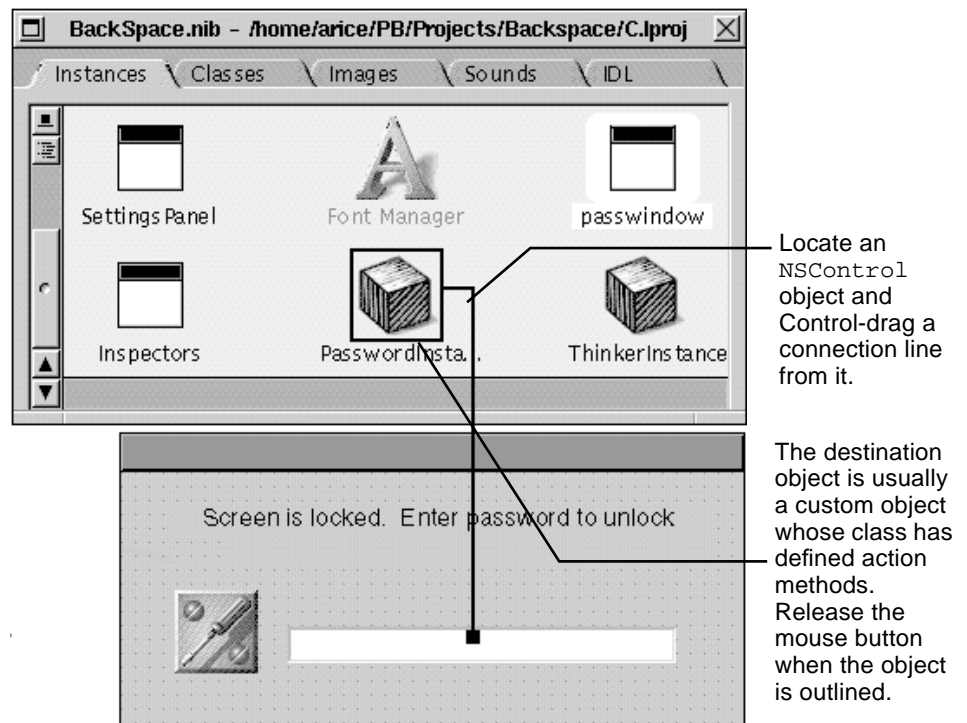 BackSpace.nib – /home/arice/PB/Projects/Backspace/C.lproj
Instances Classes Images Sounds IDL
Settings Panel
Font Manager
passwindow
Inspectors
PasswordInsta...
ThinkerInstance
Locate an
NSControl
object and
Control-drag a
connection line
from it.
Screen is locked. Enter password to unlock
The destination
object is usually
a custom object
whose class has
defined action
methods.
Release the
mouse button
when the object
is outlined.